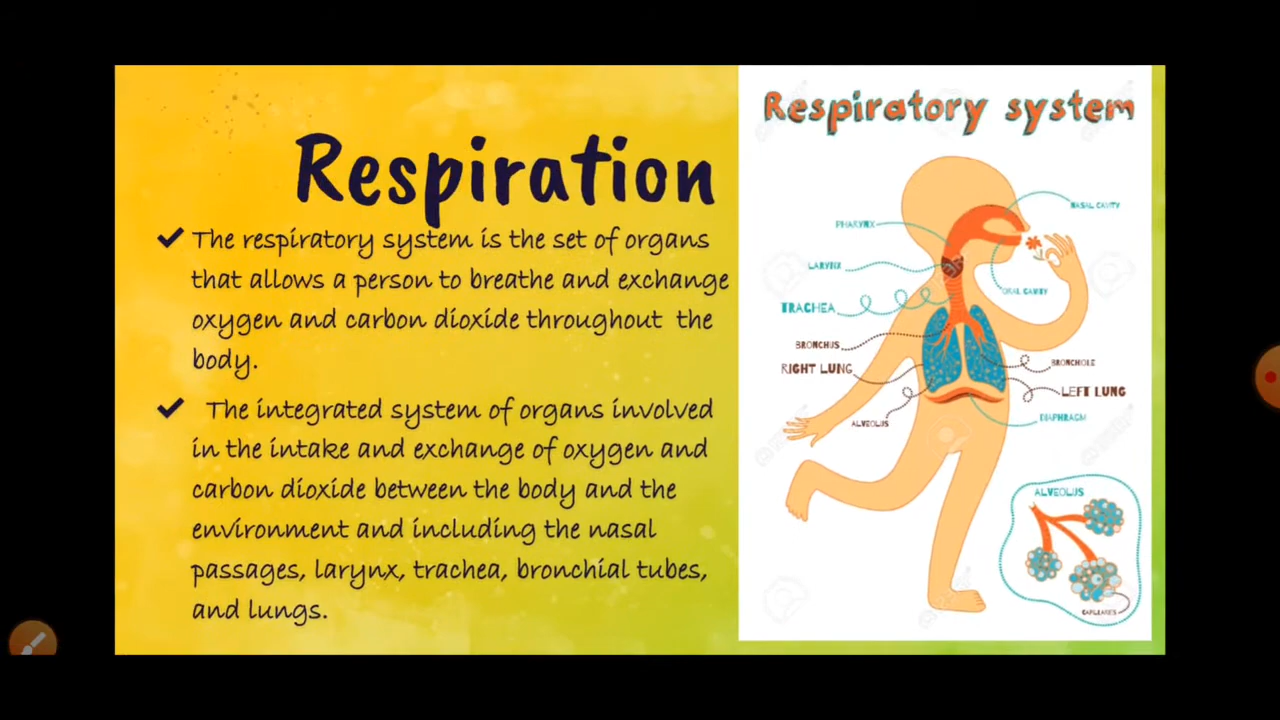 Respiration
The respiratory system is the set of organs
that allows a person to breathe and exchange
oxygen and carbon dioxide throughout the
body.
The integrated system of organs involved
in the intake and exchange of oxygen and
carbon dioxide between the body and the
environment and including the nasal
passages, larynx, trachea, bronchial tubes,
and lungs.
Respiratory system
NASAL CAVITY
PHARYNX
LARYNX
ORAL CAVITY
TRACHEA
BRONCHUS
BRONCHIOLE
RIGHT LUNG
LEFT LUNG
ALVEOLUS
DIAPHRAGM
ALVEOLUS
CAPILLARIES